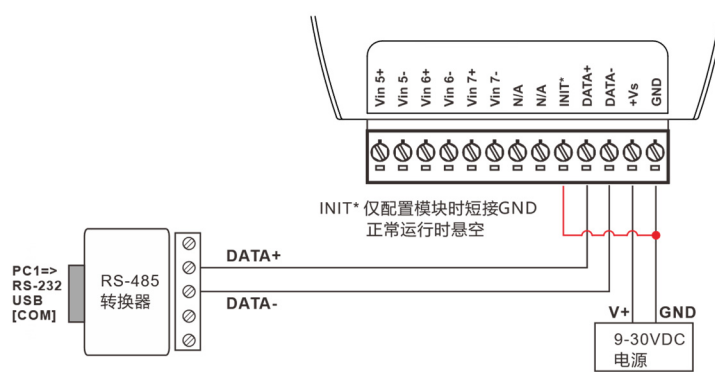 Vin 5+
Vin 5-
Vin 6+
Vin 6-
Vin 7+
Vin 7-
N/A
N/A
INIT*
DATA+
DATA-
+Vs
GND
INIT* 仅配置模块时短接GND
正常运行时悬空
PC1=>
RS-232
USB
[COM]
RS-485
转换器
DATA+
DATA-
V+
GND
9-30VDC
电源